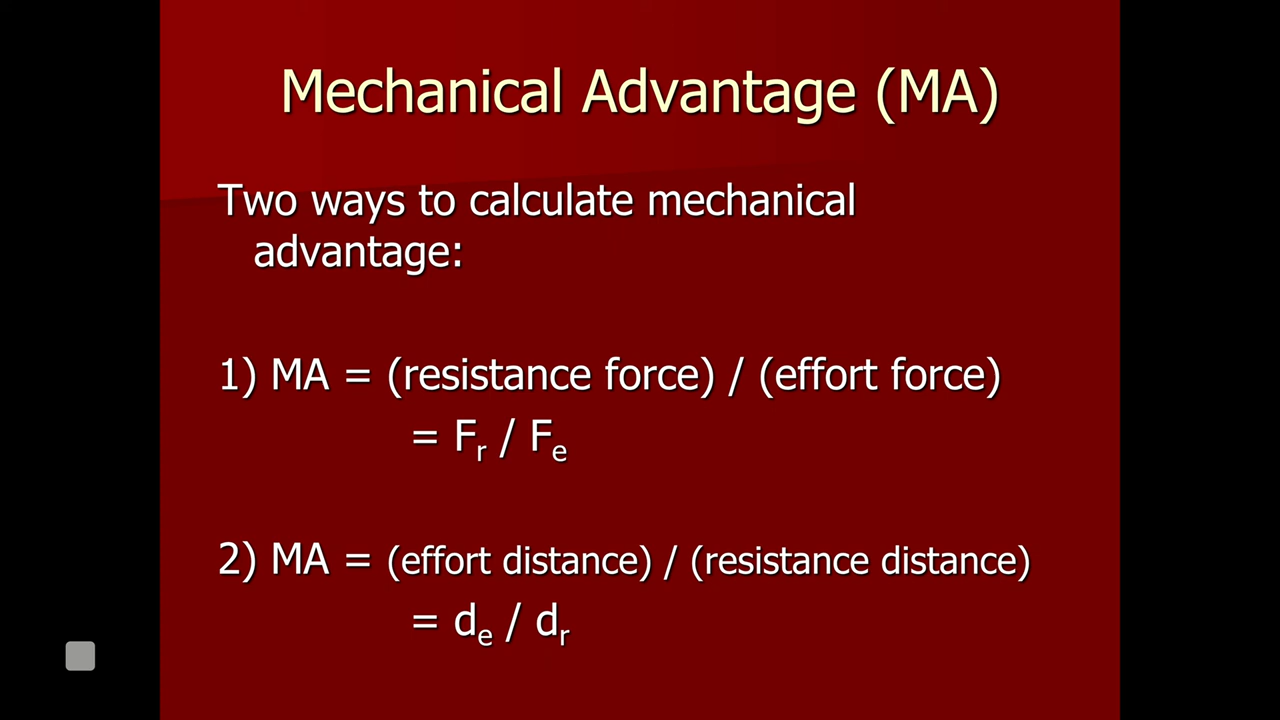 Mechanical Advantage (MA)
Two ways to calculate mechanical
advantage:
1) MA = (resistance force) / (effort force)
= Fr / Fe
2) MA = (effort distance) / (resistance distance)
= de / dr